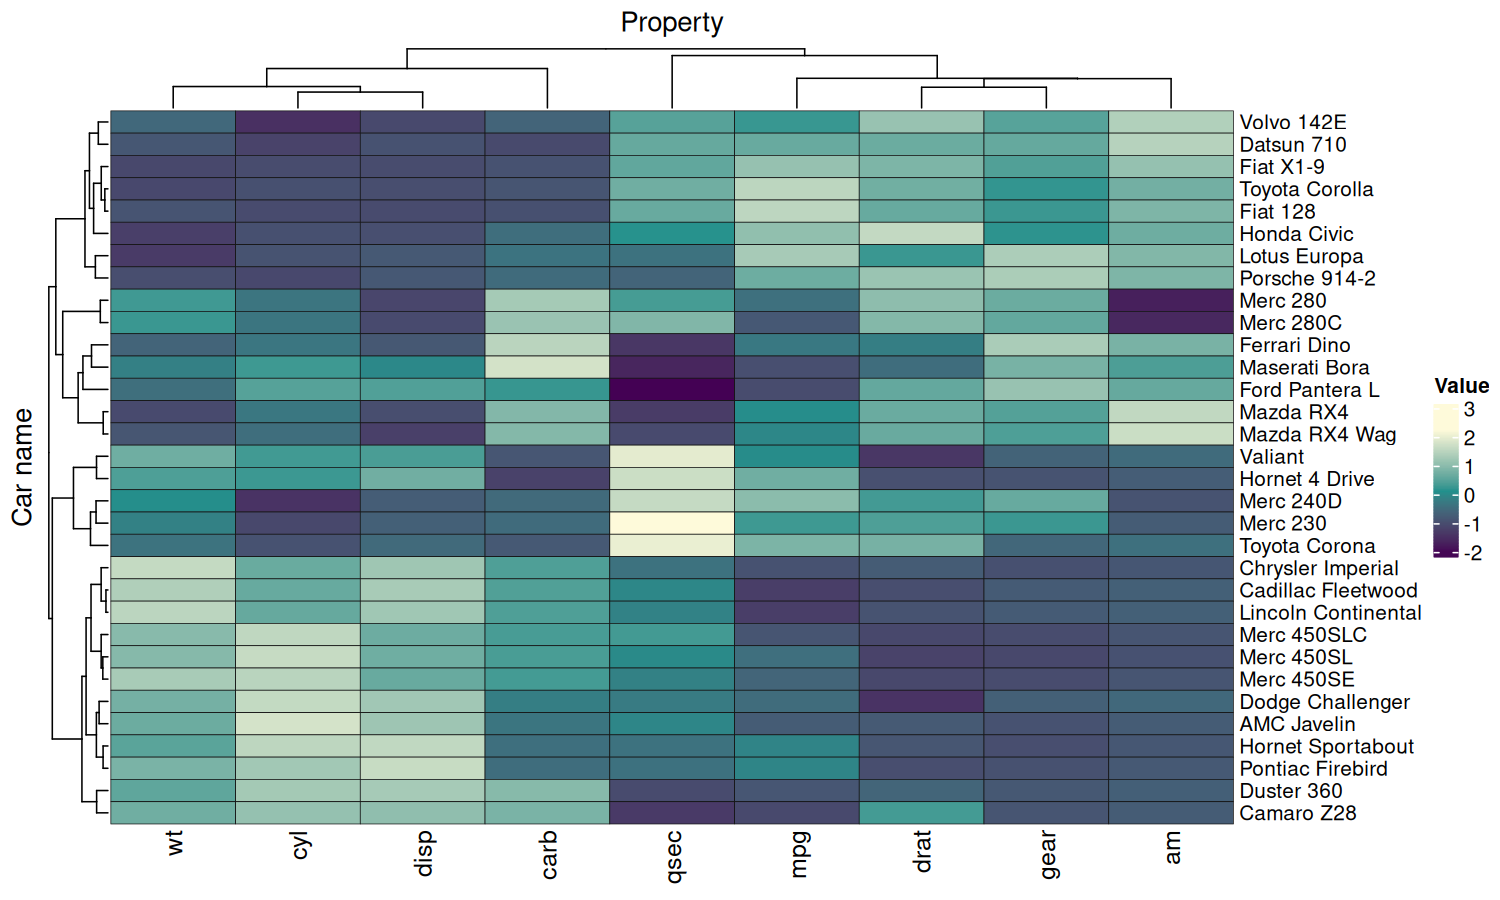 Property
Volvo 142E
Datsun 710
Fiat X1-9
Toyota Corolla
Fiat 128
Honda Civic
Lotus Europa
Porsche 914-2
Merc 280
Merc 280C
Ferrari Dino
Maserati Bora
Ford Pantera L
Mazda RX4
Mazda RX4 Wag
Valiant
Hornet 4 Drive
Merc 240D
Merc 230
Toyota Corona
Chrysler Imperial
Cadillac Fleetwood
Lincoln Continental
Merc 450SLC
Merc 450SL
Merc 450SE
Dodge Challenger
AMC Javelin
Hornet Sportabout
Pontiac Firebird
Duster 360
Camaro Z28
Car name
wt
cyl
disp
carb
qsec
mpg
drat
gear
am
Value
3
2
1
0
-1
-2